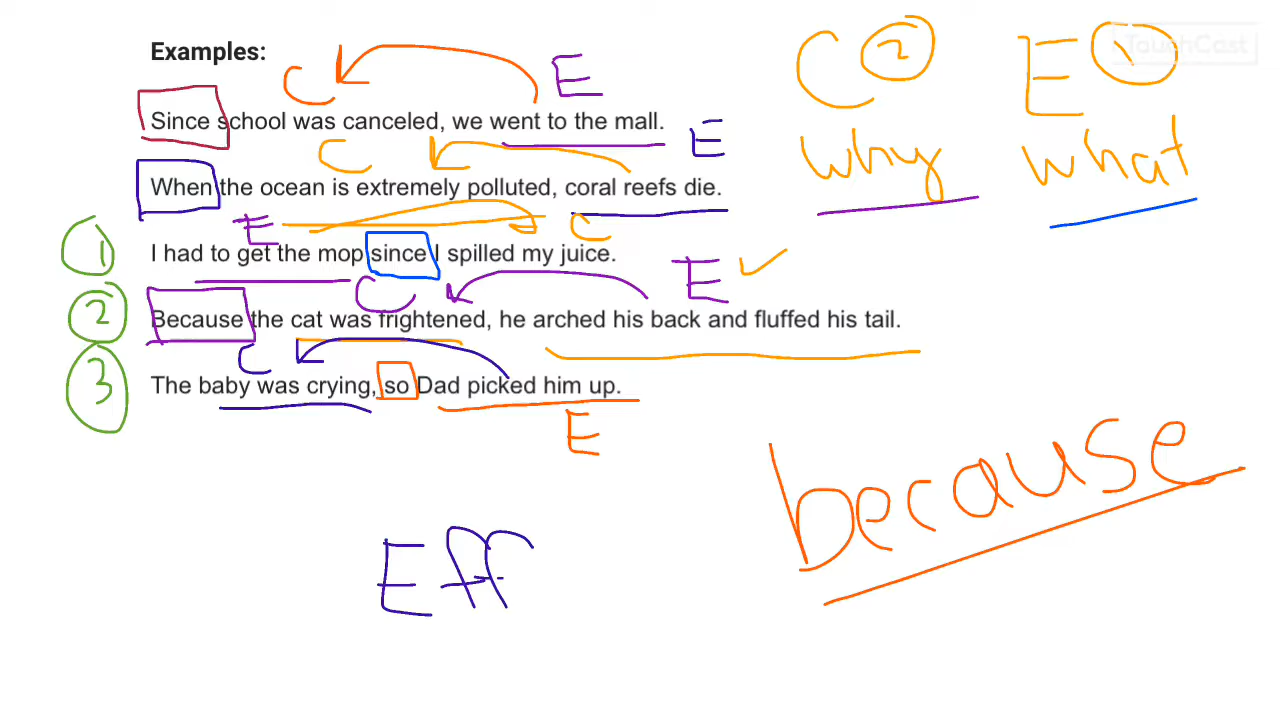 Examples:
C E
Since school was canceled, we went to the mall.
C E
When the ocean is extremely polluted, coral reefs die.
E C
1 I had to get the mop since I spilled my juice.
C E
2 Because the cat was frightened, he arched his back and fluffed his tail.
C
3 The baby was crying, so Dad picked him up.
E
C 2 E 1
why what
because
Eff
TouchCast